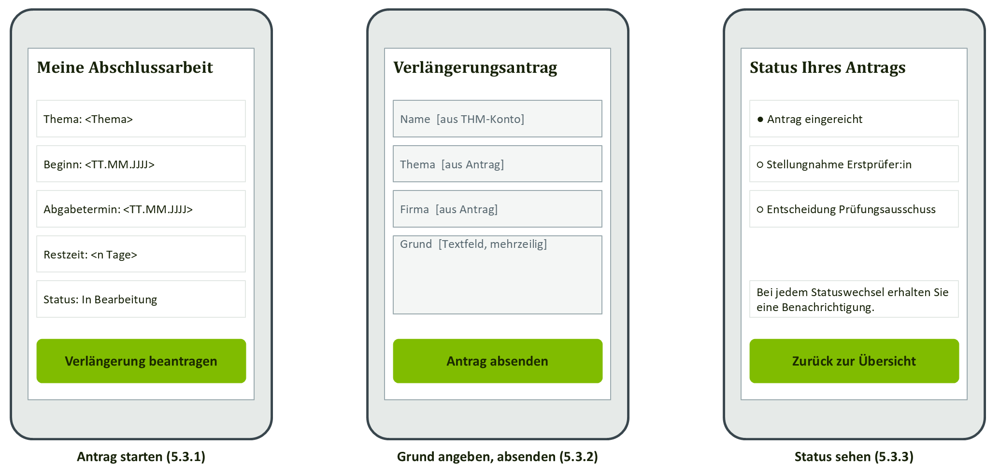 Meine Abschlussarbeit
Thema: <Thema>
Beginn: <TT.MM.JJJJ>
Abgabetermin: <TT.MM.JJJJ>
Restzeit: <n Tage>
Status: In Bearbeitung
Verlängerung beantragen
Antrag starten (5.3.1)
Verlängerungsantrag
Name [aus THM-Konto]
Thema [aus Antrag]
Firma [aus Antrag]
Grund [Textfeld, mehrzeilig]
Antrag absenden
Grund angeben, absenden (5.3.2)
Status Ihres Antrags
● Antrag eingereicht
○ Stellungnahme Erstprüfer:in
○ Entscheidung Prüfungsausschuss
Bei jedem Statuswechsel erhalten Sie
eine Benachrichtigung.
Zurück zur Übersicht
Status sehen (5.3.3)